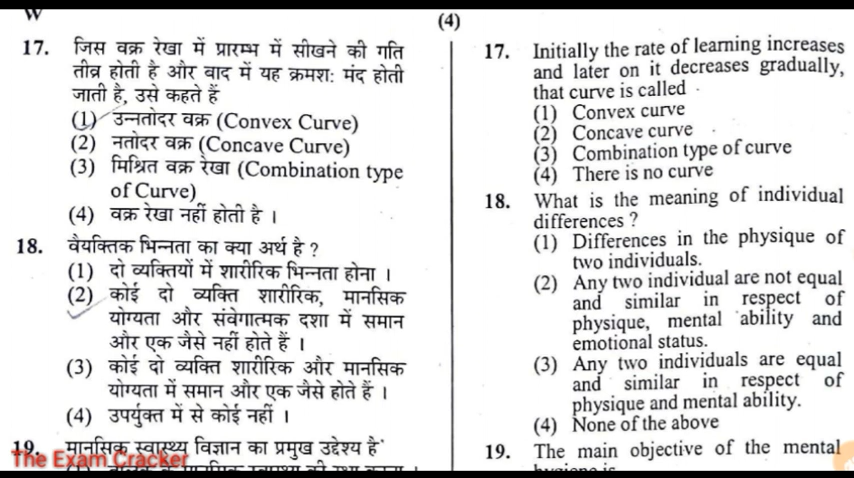 (4)
17. जिस वक्र रेखा में प्रारम्भ में सीखने की गति
तीव्र होती है और बाद में यह क्रमशः मंद होती
जाती है, उसे कहते हैं
(1) उन्नतोदर वक्र (Convex Curve)
(2) नतोदर वक्र (Concave Curve)
(3) मिश्रित वक्र रेखा (Combination type
of Curve)
(4) वक्र रेखा नहीं होती है ।
18. वैयक्तिक भिन्नता का क्या अर्थ है ?
(1) दो व्यक्तियों में शारीरिक भिन्नता होना ।
(2) कोई दो व्यक्ति शारीरिक, मानसिक
योग्यता और संवेगात्मक दशा में समान
और एक जैसे नहीं होते हैं ।
(3) कोई दो व्यक्ति शारीरिक और मानसिक
योग्यता में समान और एक जैसे होते हैं ।
(4) उपर्युक्त में से कोई नहीं ।
19. मानसिक स्वास्थ्य विज्ञान का प्रमुख उद्देश्य है
The Exam Cracker
17. Initially the rate of learning increases
and later on it decreases gradually,
that curve is called
(1) Convex curve
(2) Concave curve
(3) Combination type of curve
(4) There is no curve
18. What is the meaning of individual
differences ?
(1) Differences in the physique of
two individuals.
(2) Any two individual are not equal
and similar in respect of
physique, mental ability and
emotional status.
(3) Any two individuals are equal
and similar in respect of
physique and mental ability.
(4) None of the above
19. The main objective of the mental